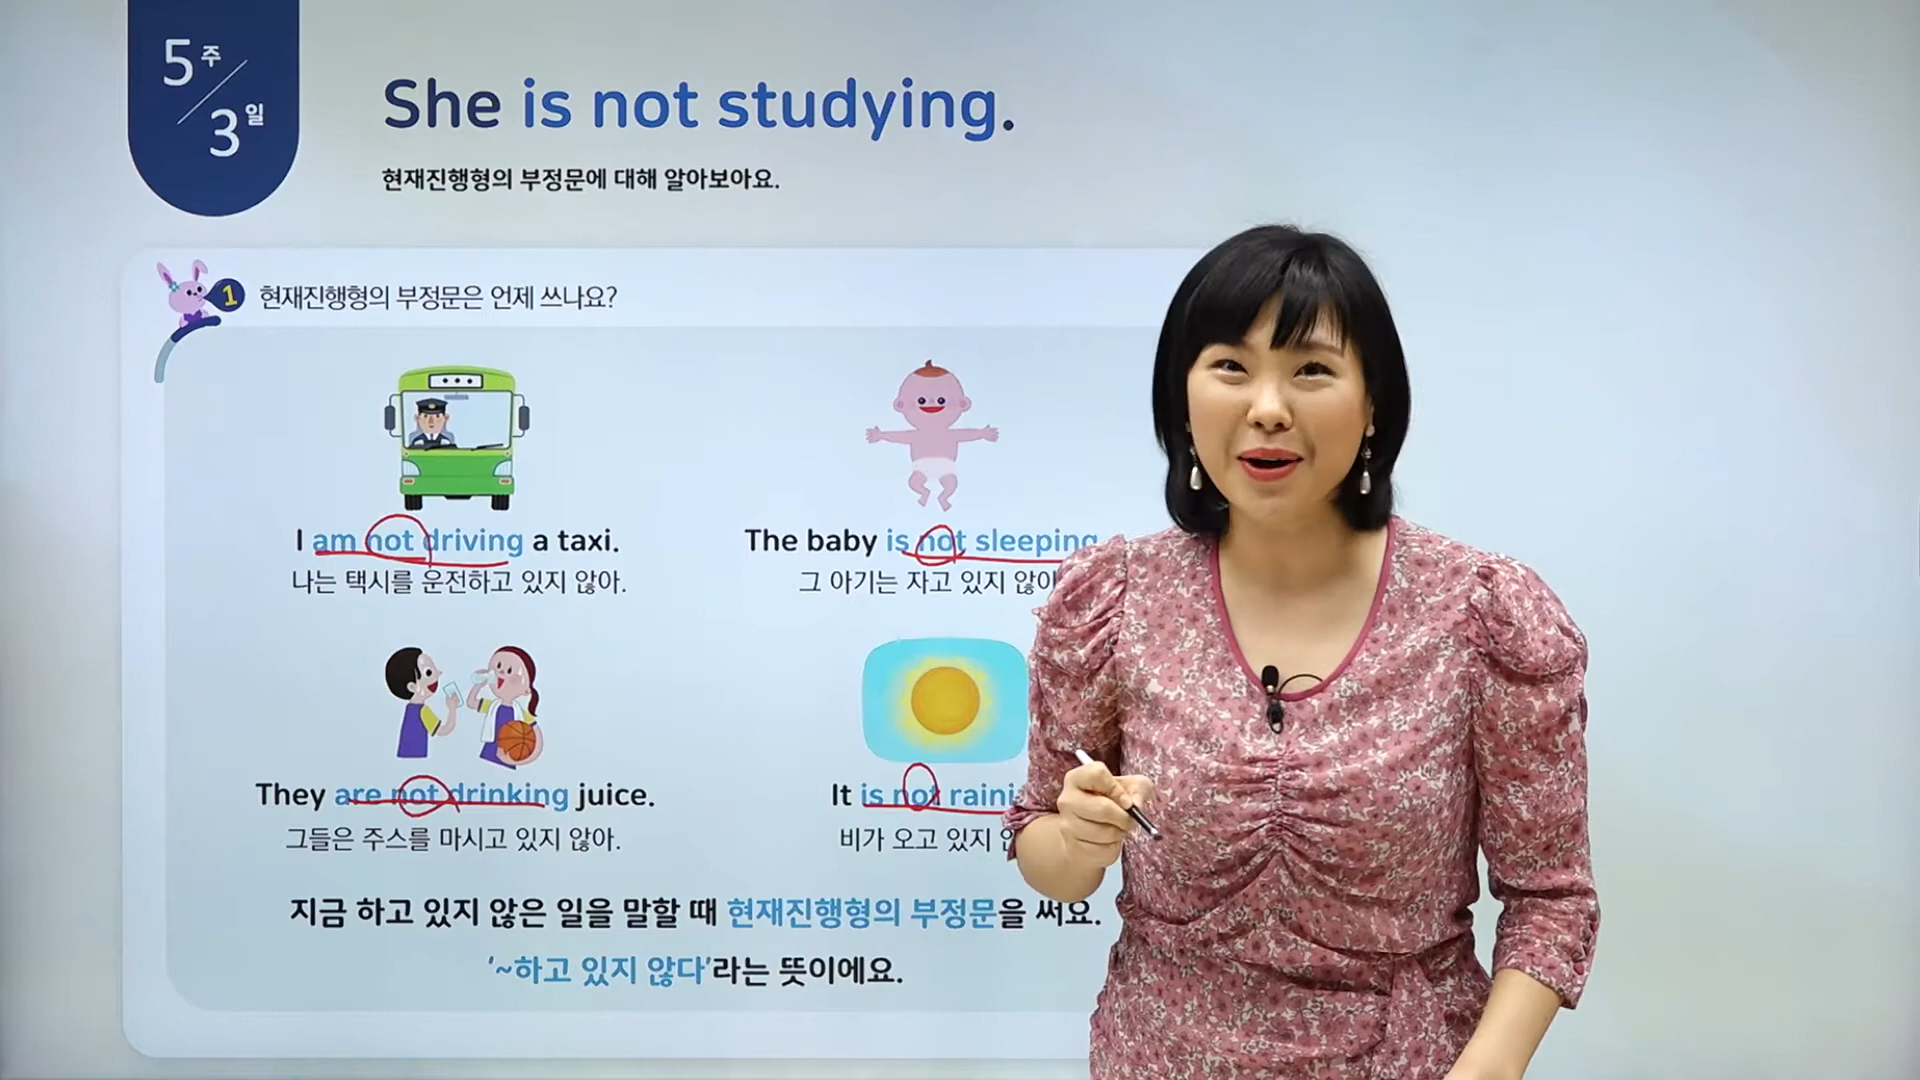 5주
3일
She is not studying.
현재진행형의 부정문에 대해 알아보아요.
1 현재진행형의 부정문은 언제 쓰나요?
I am not driving a taxi.
나는 택시를 운전하고 있지 않아.
The baby is not sleeping
그 아기는 자고 있지 않아
They are not drinking juice.
그들은 주스를 마시고 있지 않아.
It is not raini
비가 오고 있지
지금 하고 있지 않은 일을 말할 때 현재진행형의 부정문을 써요.
'~하고 있지 않다'라는 뜻이에요.